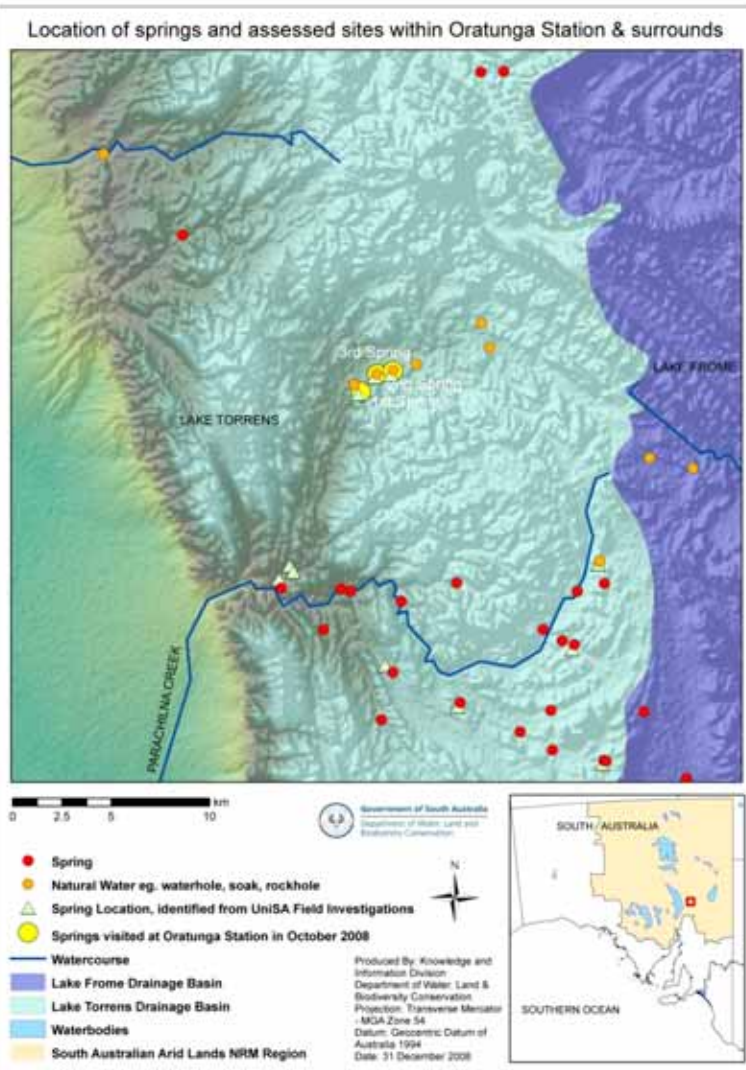 Location of springs and assessed sites within Oratunga Station & surrounds
3rd Spring
2nd Spring
LAKE FROME
LAKE TORRENS
PARACHILNA CREEK
km
0 2.5 5 10
Government of South Australia
Department of Water, Land and
Biodiversity Conservation
Spring
Natural Water eg. waterhole, soak, rockhole
Spring Location, identified from UniSA Field Investigations
Springs visited at Oratunga Station in October 2008
Watercourse
Lake Frome Drainage Basin
Lake Torrens Drainage Basin
Waterbodies
South Australian Arid Lands NRM Region
N
Produced By: Knowledge and
Information Division
Department of Water, Land &
Biodiversity Conservation
Projection: Transverse Mercator
- MGA Zone 54
Datum: Geocentric Datum of
Australia 1994
Date: 31 December 2008
SOUTH AUSTRALIA
SOUTHERN OCEAN